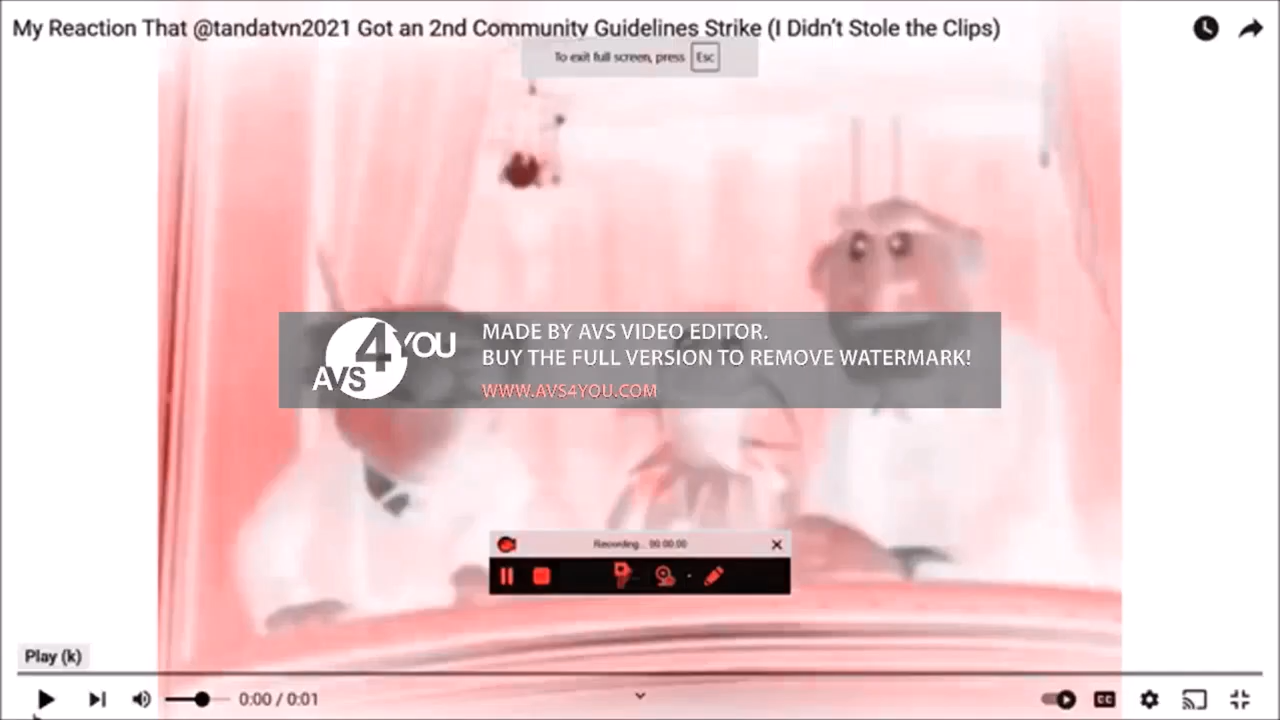 My Reaction That @tandatvn2021 Got an 2nd Community Guidelines Strike (I Didn't Stole the Clips)
To exit full screen, press Esc
AVS4YOU
MADE BY AVS VIDEO EDITOR.
BUY THE FULL VERSION TO REMOVE WATERMARK!
WWW.AVS4YOU.COM
Recording... 00:00:00
Play (k)
0:00 / 0:01
CC